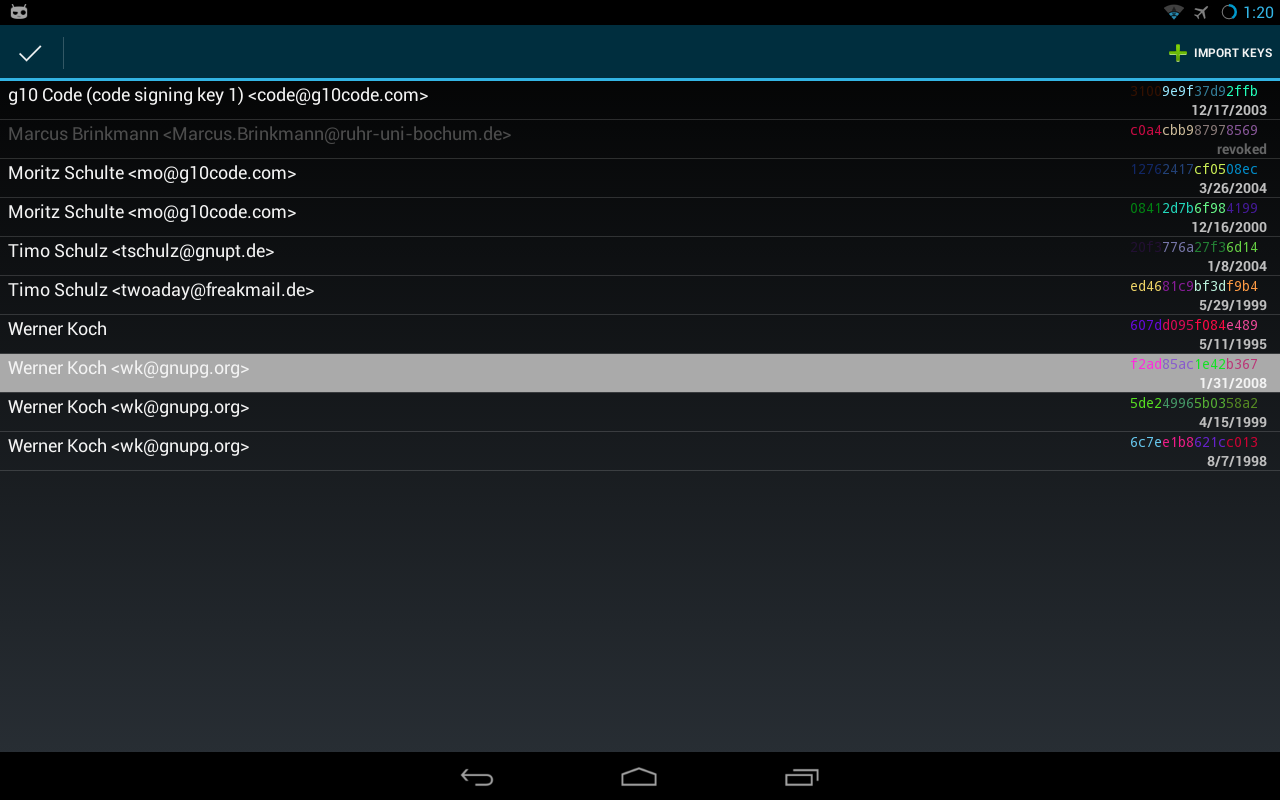 1:20
IMPORT KEYS
g10 Code (code signing key 1) <code@g10code.com>
31009e9f37d92ffb
12/17/2003
Marcus Brinkmann <Marcus.Brinkmann@ruhr-uni-bochum.de>
c0a4cbb987978569
revoked
Moritz Schulte <mo@g10code.com>
12762417cf0508ec
3/26/2004
Moritz Schulte <mo@g10code.com>
08412d7b6f984199
12/16/2000
Timo Schulz <tschulz@gnupt.de>
20f3776a27f36d14
1/8/2004
Timo Schulz <twoaday@freakmail.de>
ed4681c9bf3df9b4
5/29/1999
Werner Koch
607dd095f084e489
5/11/1995
Werner Koch <wk@gnupg.org>
f2ad85ac1e42b367
1/31/2008
Werner Koch <wk@gnupg.org>
5de249965b0358a2
4/15/1999
Werner Koch <wk@gnupg.org>
6c7ee1b8621cc013
8/7/1998